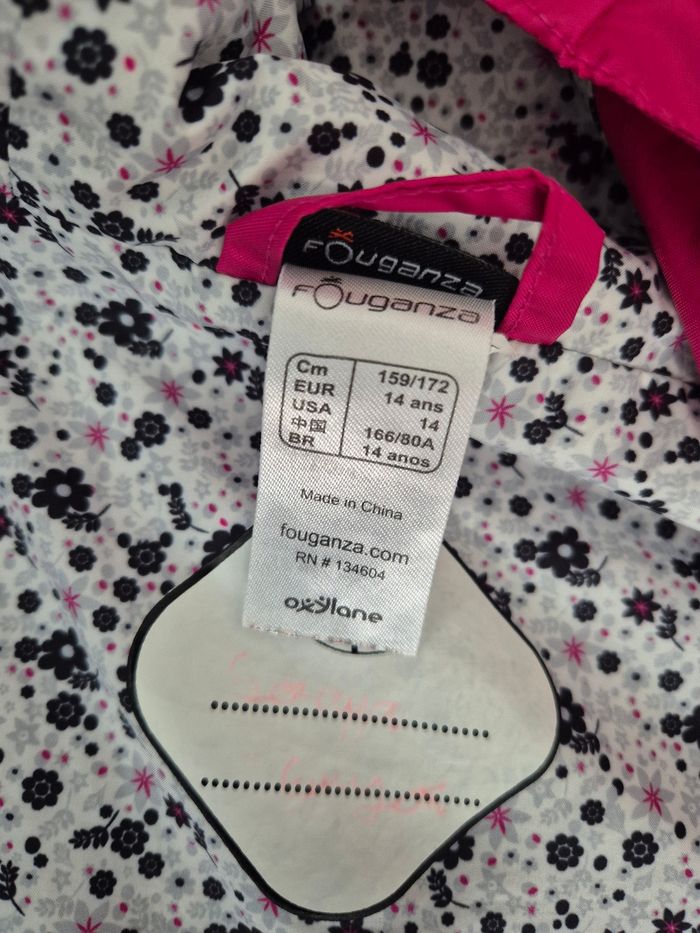 FOuganza
FOuganza
Cm 159/172
EUR 14 ans
USA 14
中国 166/80A
BR 14 anos
Made in China
fouganza.com
RN # 134604
oxylane